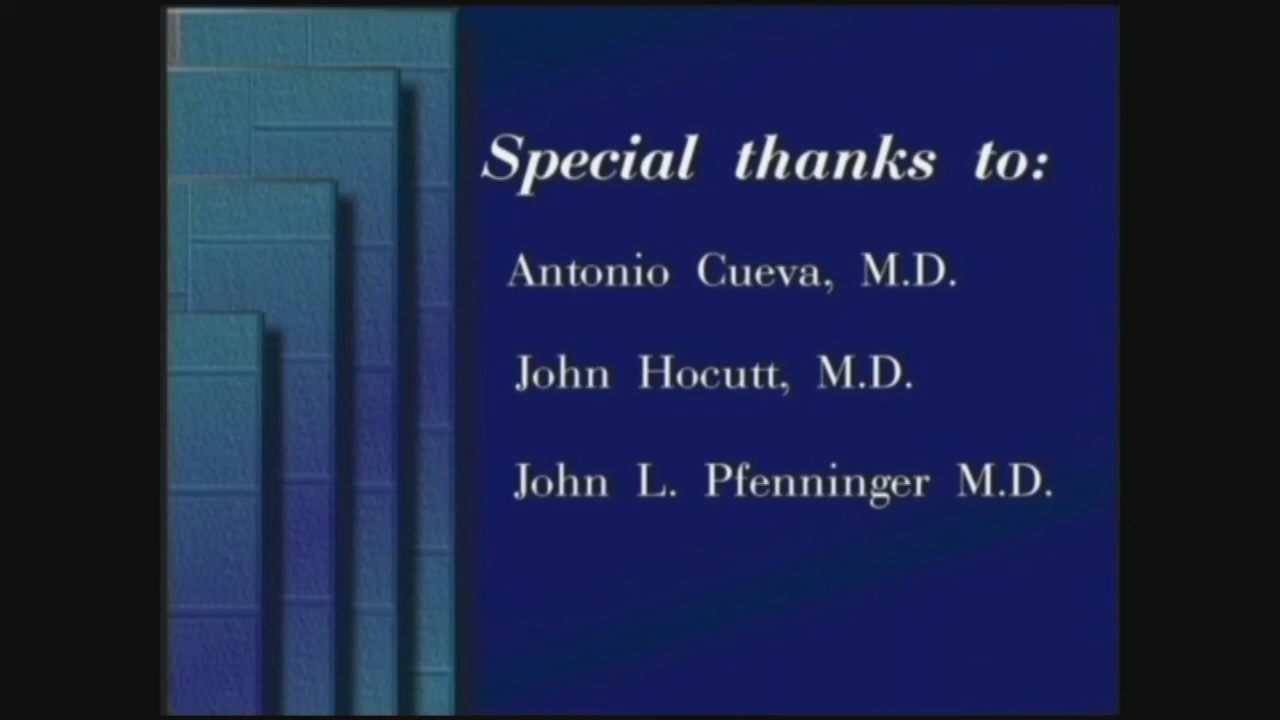 Special thanks to:
Antonio Cueva, M.D.
John Hocutt, M.D.
John L. Pfenninger M.D.